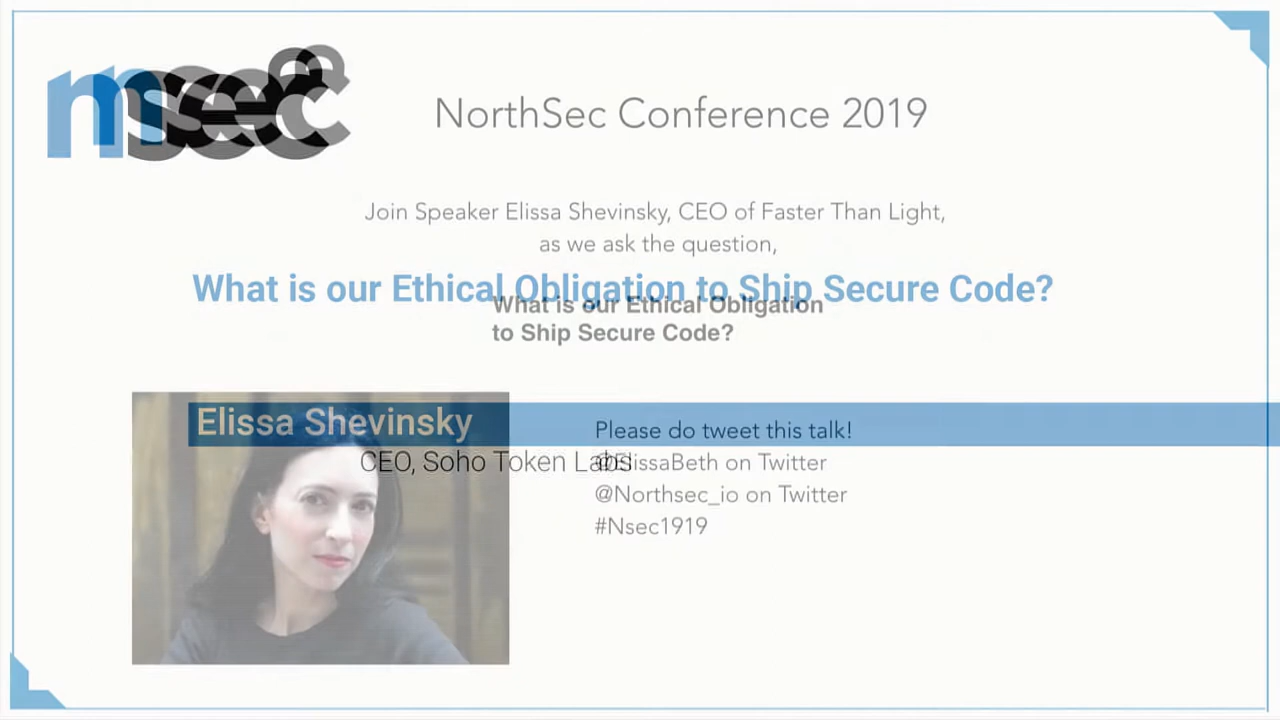 nsec
NorthSec Conference 2019
Join Speaker Elissa Shevinsky, CEO of Faster Than Light,
as we ask the question,
What is our Ethical Obligation to Ship Secure Code?
What is our Ethical Obligation
to Ship Secure Code?
Elissa Shevinsky
CEO, Soho Token Labs
Please do tweet this talk!
@ElissaBeth on Twitter
@Northsec_io on Twitter
#Nsec1919